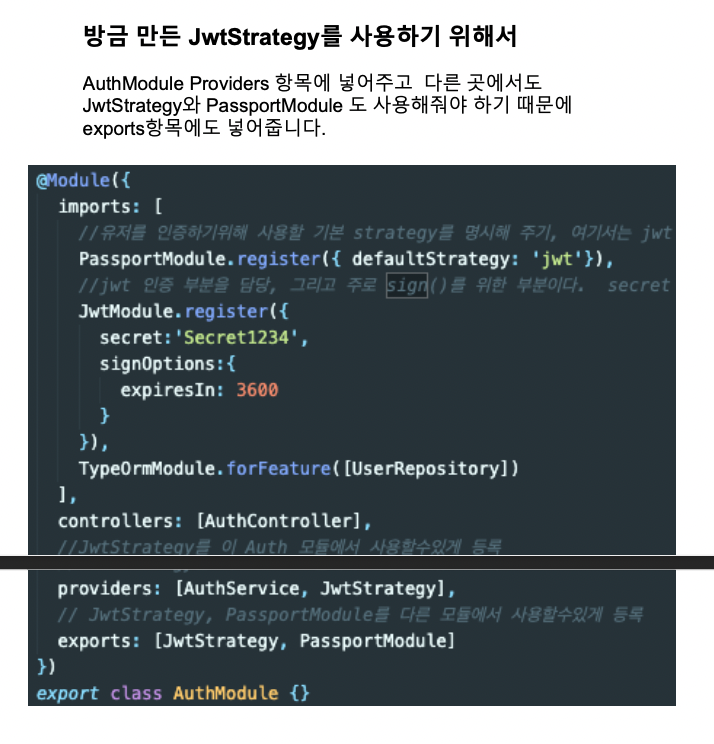 방금 만든 JwtStrategy를 사용하기 위해서
AuthModule Providers 항목에 넣어주고  다른 곳에서도
JwtStrategy와 PassportModule 도 사용해줘야 하기 때문에
exports항목에도 넣어줍니다.
@Module({
imports: [
//유저를 인증하기위해 사용할 기본 strategy를 명시해 주기, 여기서는 jwt
PassportModule.register({ defaultStrategy: 'jwt'}),
//jwt 인증 부분을 담당, 그리고 주로 sign()를 위한 부분이다.  secret
JwtModule.register({
secret:'Secret1234',
signOptions:{
expiresIn: 3600
}
}),
TypeOrmModule.forFeature([UserRepository])
],
controllers: [AuthController],
//JwtStrategy를 이 Auth 모듈에서 사용할수있게 등록
providers: [AuthService, JwtStrategy],
// JwtStrategy, PassportModule를 다른 모듈에서 사용할수있게 등록
exports: [JwtStrategy, PassportModule]
})
export class AuthModule {}